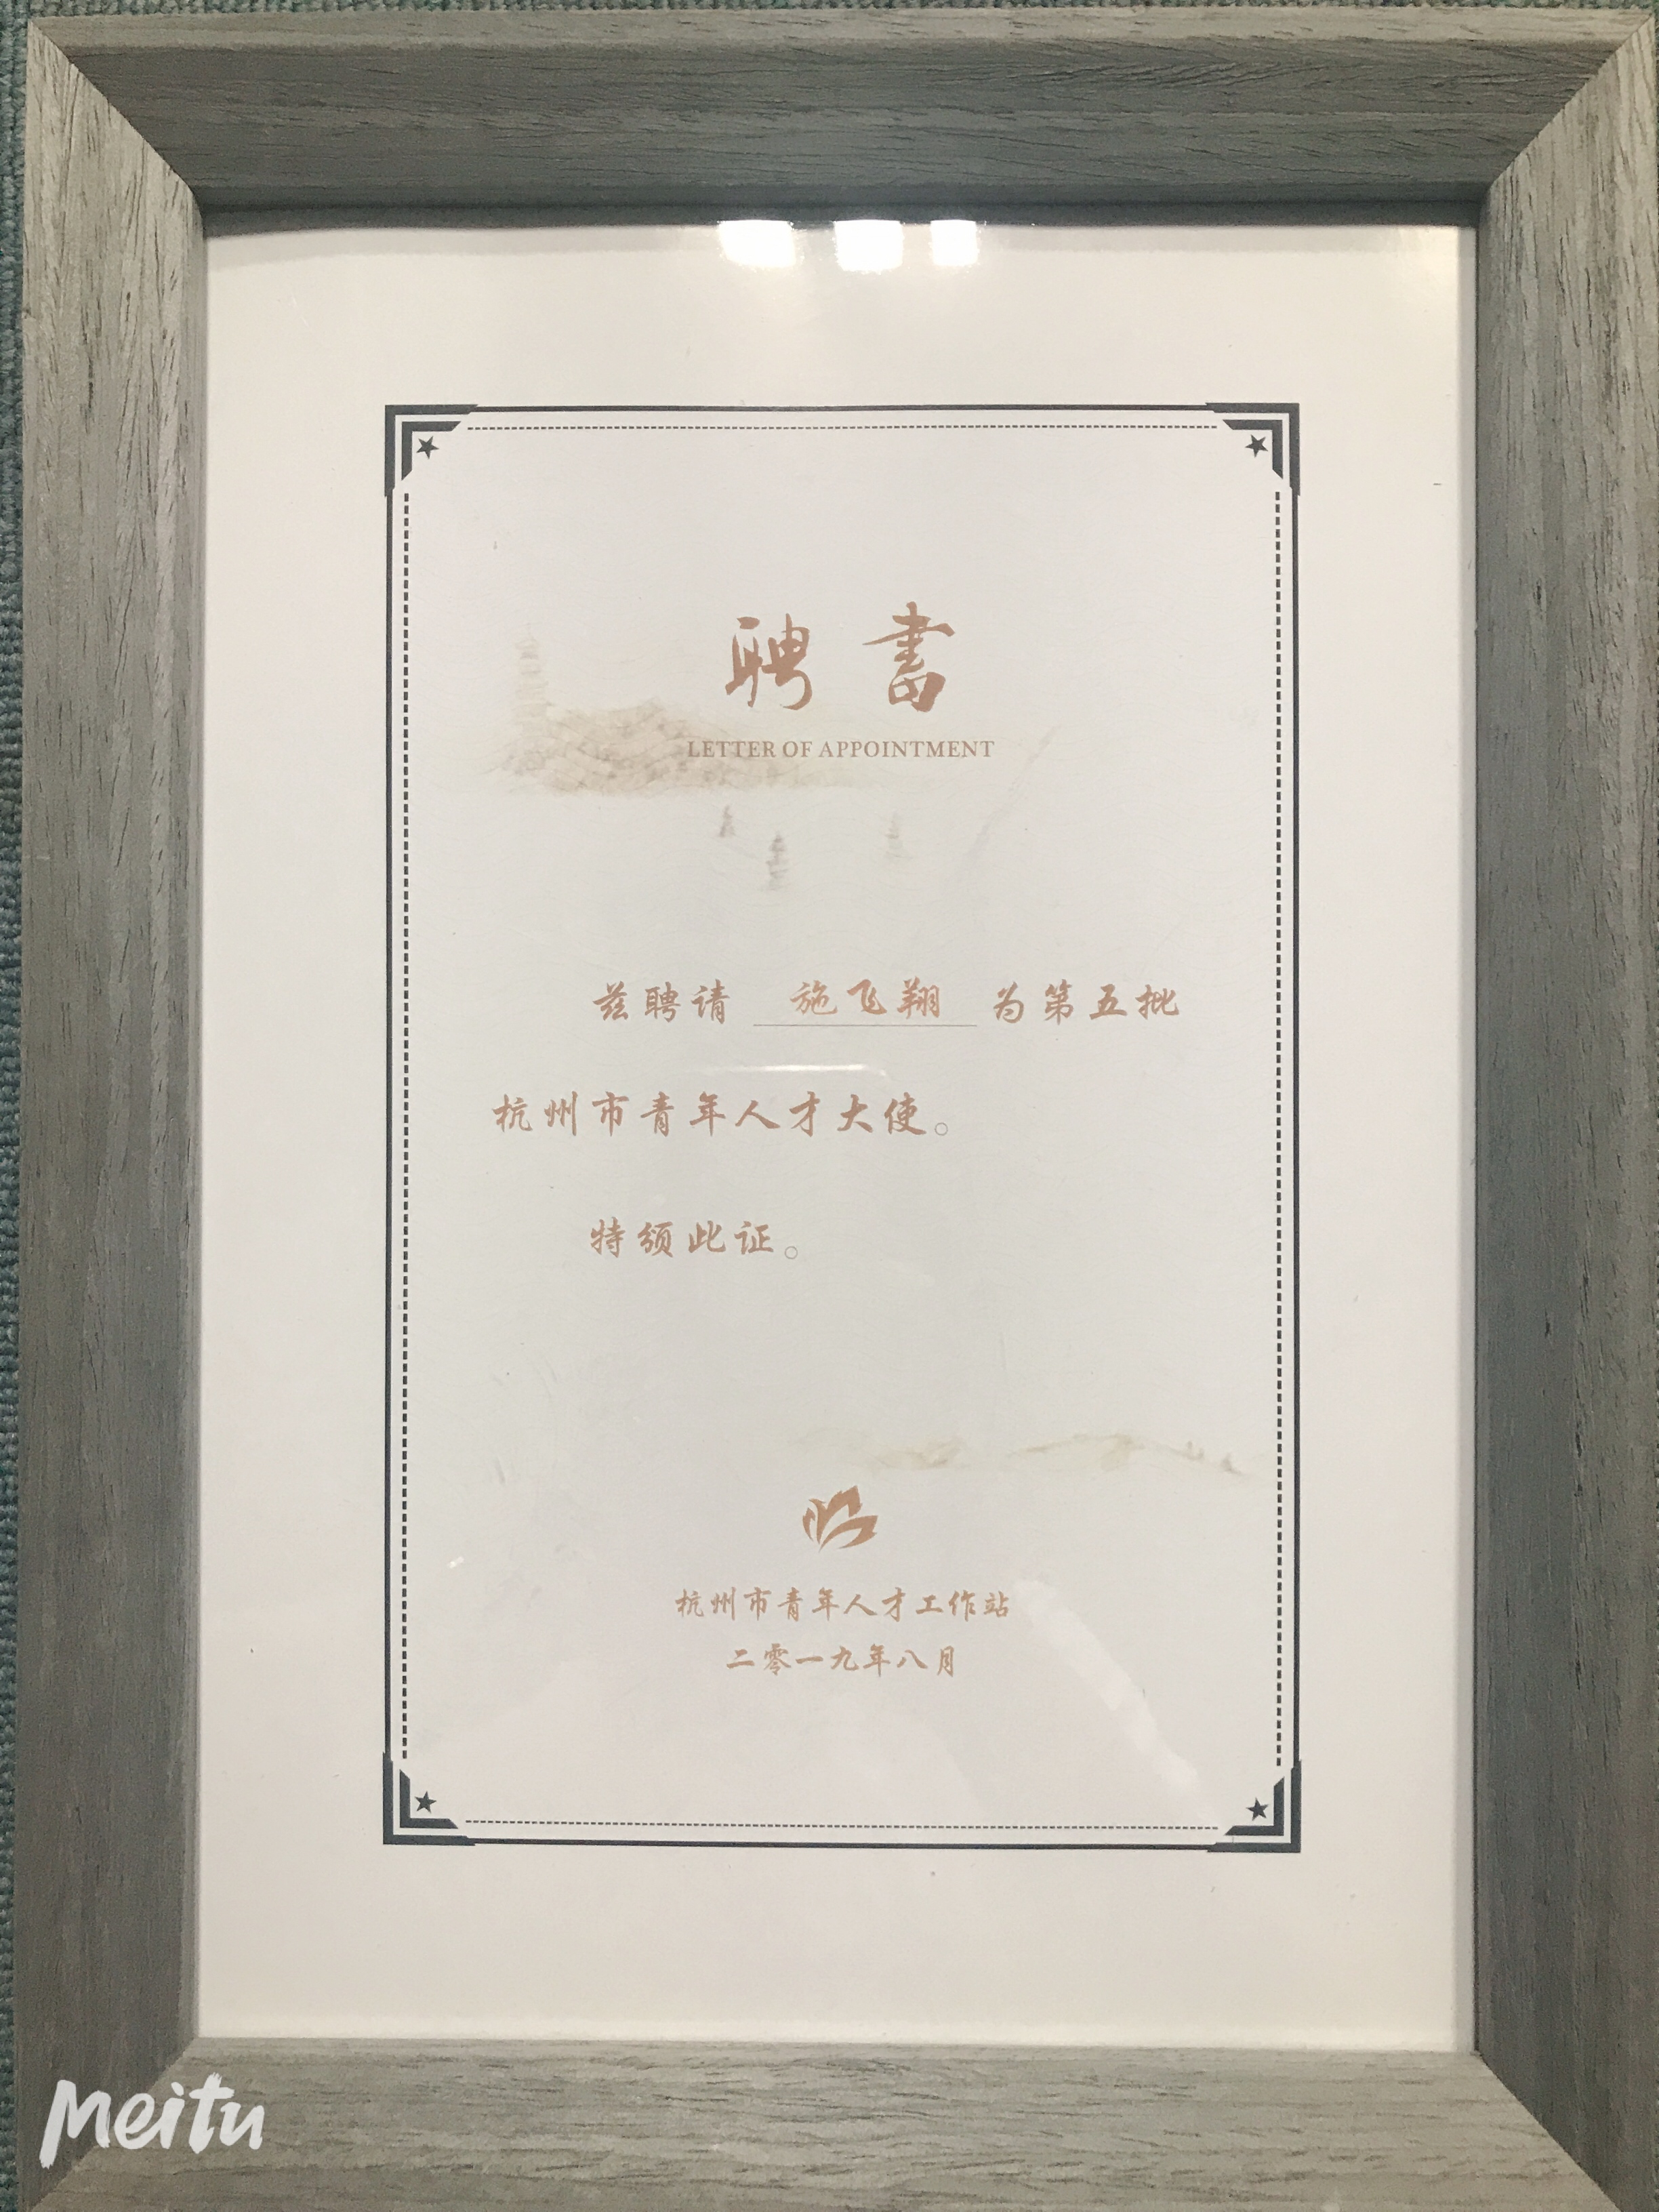 聘書
LETTER OF APPOINTMENT
兹聘请 施飞翔 为第五批
杭州市青年人才大使。
特颁此证。
杭州市青年人才工作站
二零一九年八月
Meitu